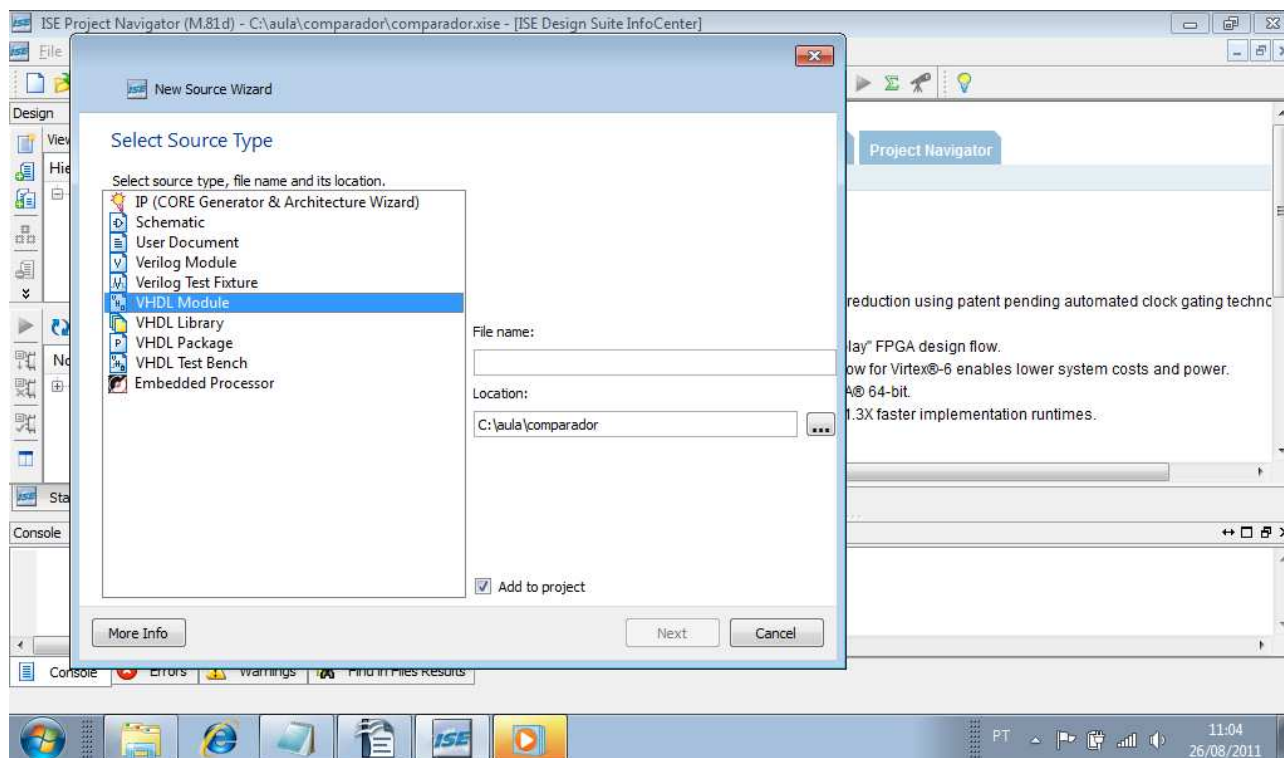 ISE Project Navigator (M.81d) - C:\aula\comparador\comparador.xise - [ISE Design Suite InfoCenter]
File
New Source Wizard
Design
View
Select Source Type
Project Navigator
Hie
Select source type, file name and its location.
IP (CORE Generator & Architecture Wizard)
Schematic
User Document
Verilog Module
Verilog Test Fixture
VHDL Module
VHDL Library
VHDL Package
VHDL Test Bench
Embedded Processor
File name:
Location:
C:\aula\comparador
...
Add to project
reduction using patent pending automated clock gating techno
lay" FPGA design flow.
ow for Virtex®-6 enables lower system costs and power.
A® 64-bit.
1.3X faster implementation runtimes.
No
Sta
Console
More Info
Next
Cancel
Console
Errors
Warnings
Find in Files Results
ISE
PT
11:04
26/08/2011